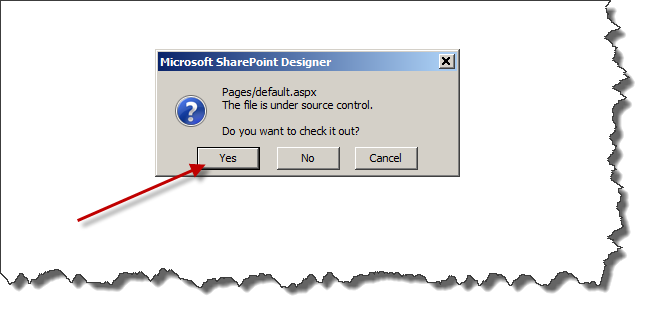 Microsoft SharePoint Designer
Pages/default.aspx
The file is under source control.
Do you want to check it out?
Yes No Cancel